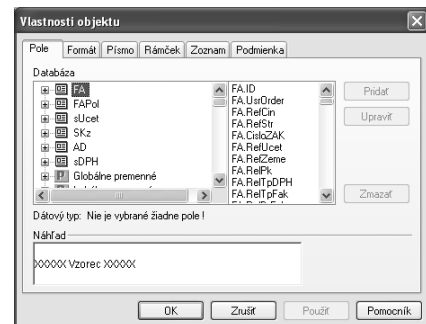 Vlastnosti objektu
Pole Formát Písmo Rámček Zoznam Podmienka
Databáza
FA
FAPol
sUcet
SKz
AD
sDPH
Globálne premenné
FA.ID
FA.UsrOrder
FA.RefCin
FA.RefStr
FA.CisloZAK
FA.RefUcet
FA.RefZeme
FA.RelPk
FA.RelTpDPH
FA.RelTpFak
Pridať
Upraviť
Zmazať
Dátový typ: Nie je vybrané žiadne pole !
Náhľad
XXXXX Vzorec XXXXX
OK Zrušiť Použiť Pomocník